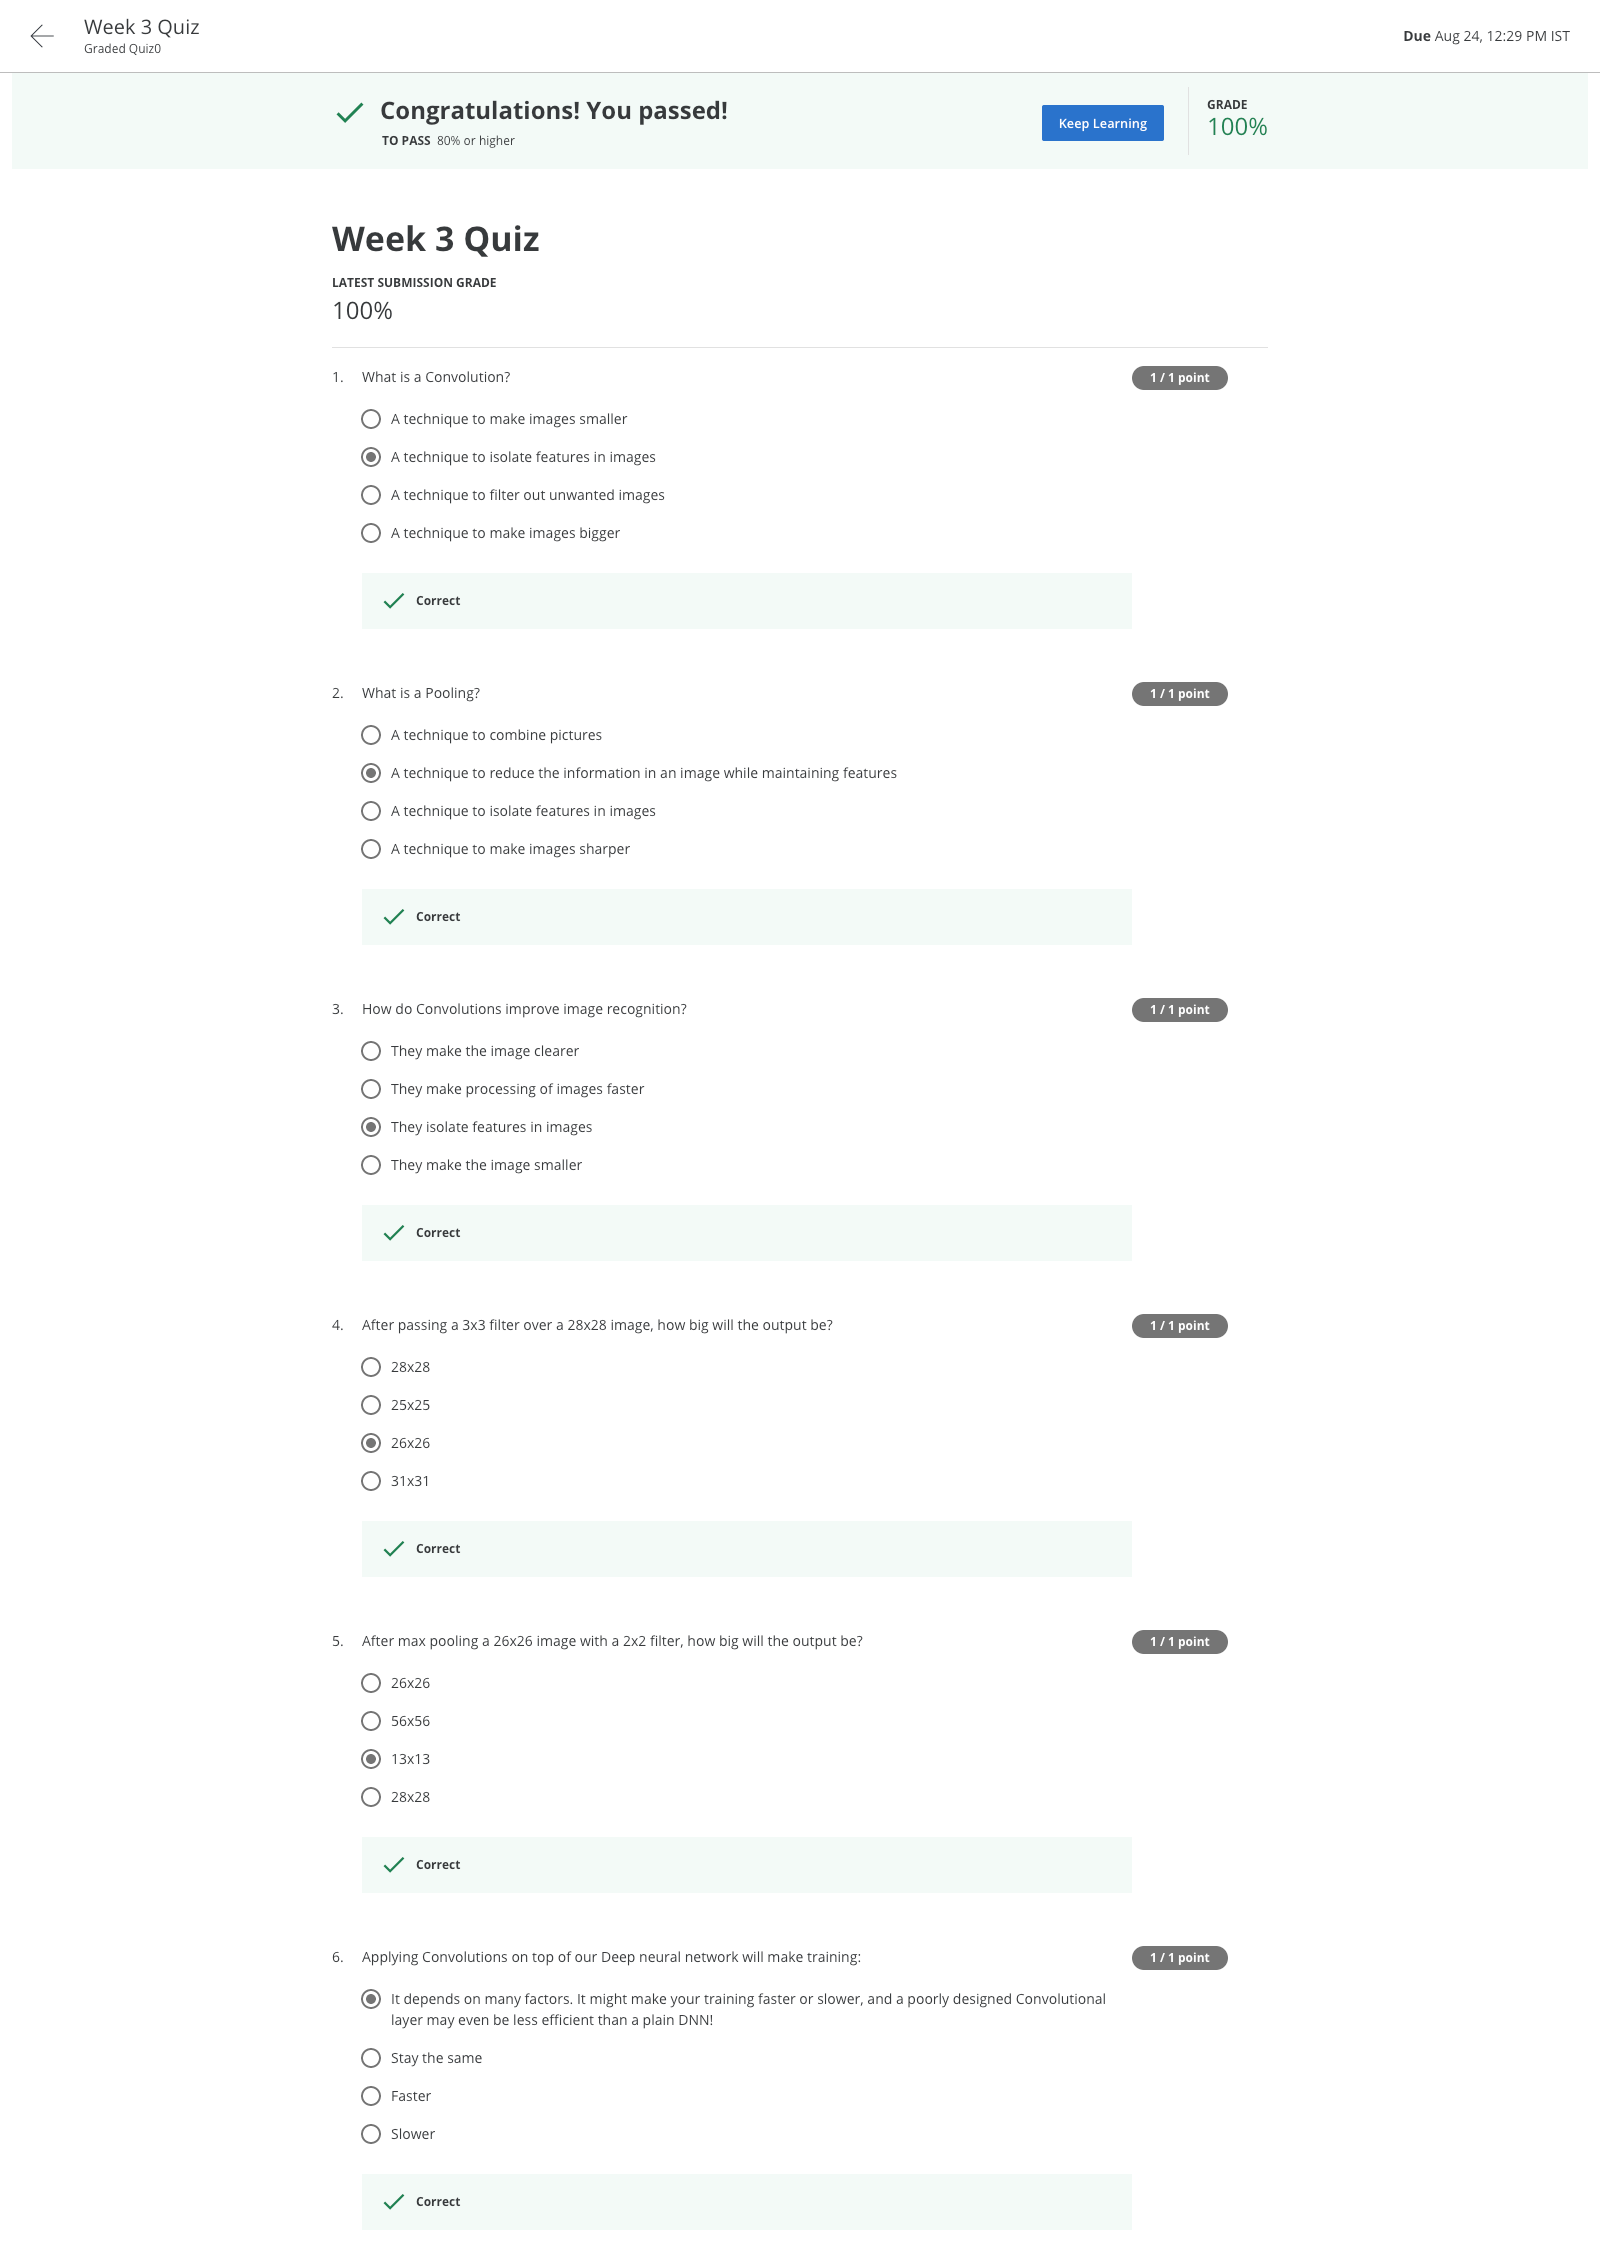 Week 3 Quiz
Graded Quiz0
Due Aug 24, 12:29 PM IST
Congratulations! You passed!
TO PASS 80% or higher
Keep Learning
GRADE
100%
Week 3 Quiz
LATEST SUBMISSION GRADE
100%
1. What is a Convolution?
1 / 1 point
A technique to make images smaller
A technique to isolate features in images
A technique to filter out unwanted images
A technique to make images bigger
Correct
2. What is a Pooling?
1 / 1 point
A technique to combine pictures
A technique to reduce the information in an image while maintaining features
A technique to isolate features in images
A technique to make images sharper
Correct
3. How do Convolutions improve image recognition?
1 / 1 point
They make the image clearer
They make processing of images faster
They isolate features in images
They make the image smaller
Correct
4. After passing a 3x3 filter over a 28x28 image, how big will the output be?
1 / 1 point
28x28
25x25
26x26
31x31
Correct
5. After max pooling a 26x26 image with a 2x2 filter, how big will the output be?
1 / 1 point
26x26
56x56
13x13
28x28
Correct
6. Applying Convolutions on top of our Deep neural network will make training:
1 / 1 point
It depends on many factors. It might make your training faster or slower, and a poorly designed Convolutional
layer may even be less efficient than a plain DNN!
Stay the same
Faster
Slower
Correct